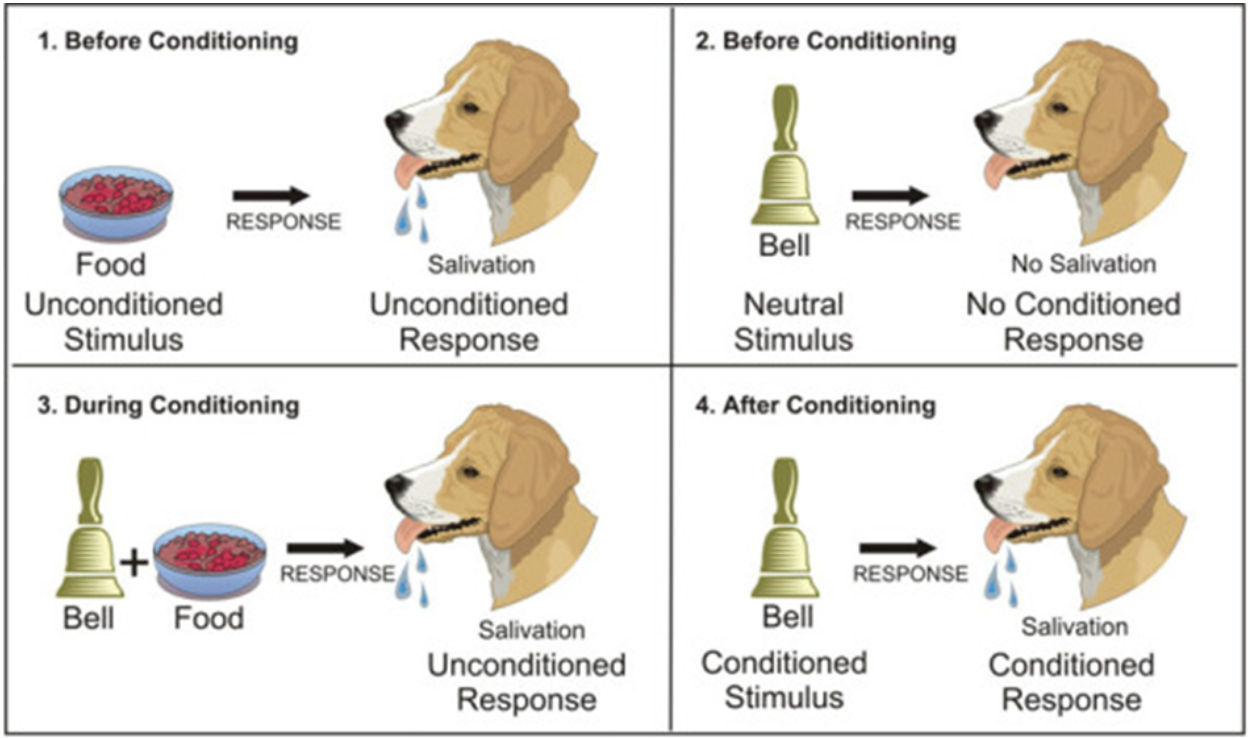 1. Before Conditioning
RESPONSE
Food
Salivation
Unconditioned
Stimulus
Unconditioned
Response
2. Before Conditioning
RESPONSE
Bell
No Salivation
Neutral
Stimulus
No Conditioned
Response
3. During Conditioning
+
RESPONSE
Bell
Food
Salivation
Unconditioned
Response
4. After Conditioning
RESPONSE
Bell
Salivation
Conditioned
Stimulus
Conditioned
Response